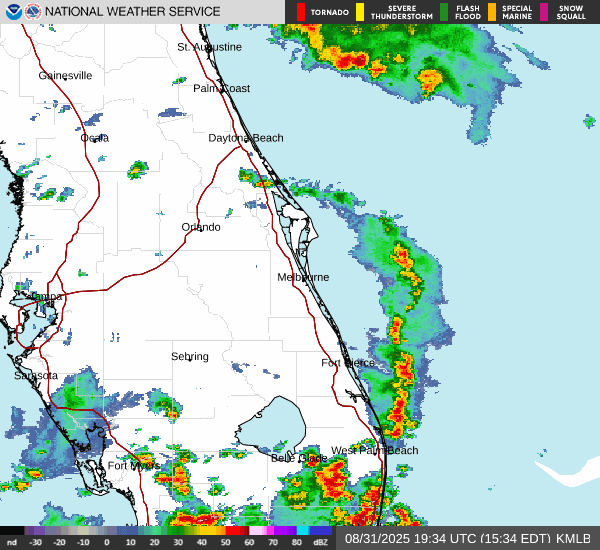 NATIONAL WEATHER SERVICE
TORNADO
SEVERE
THUNDERSTORM
FLASH
FLOOD
SPECIAL
MARINE
SNOW
SQUALL
St. Augustine
Gainesville
Palm Coast
Ocala
Daytona Beach
Orlando
Melbourne
Tampa
Sebring
Fort Pierce
Sarasota
West Palm Beach
Belle Glade
Fort Myers
nd -30 -20 -10 0 10 20 30 40 50 60 70 80 dBZ
08/31/2025 19:34 UTC (15:34 EDT) KMLB